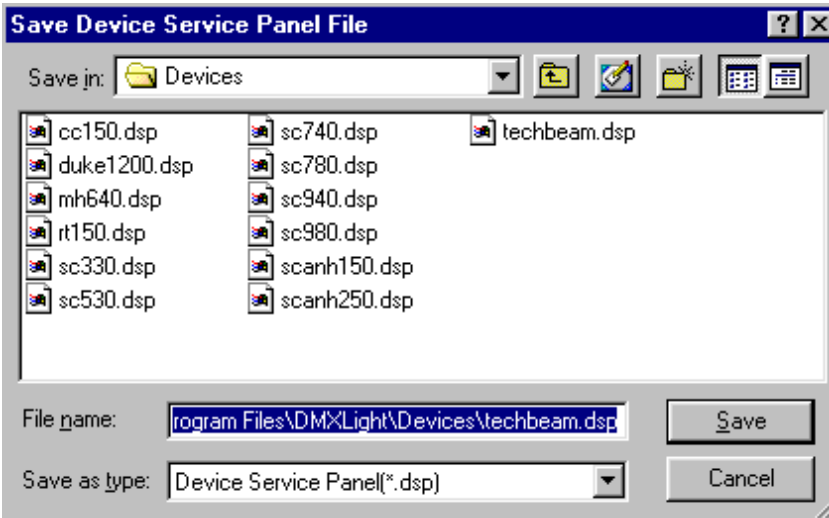 Save Device Service Panel File
Save in: Devices
cc150.dsp
duke1200.dsp
mh640.dsp
rt150.dsp
sc330.dsp
sc530.dsp
sc740.dsp
sc780.dsp
sc940.dsp
sc980.dsp
scanh150.dsp
scanh250.dsp
techbeam.dsp
File name: rogram Files\DMXLight\Devices\techbeam.dsp
Save
Save as type: Device Service Panel(*.dsp)
Cancel